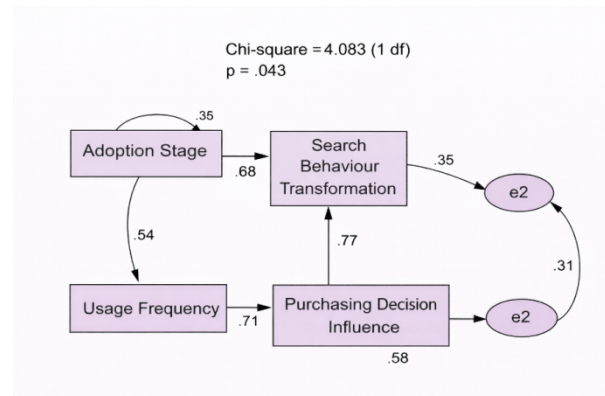 Chi-square = 4.083 (1 df)
p = .043
.35
Adoption Stage
.68
Search
Behaviour
Transformation
.35
e2
.54
.77
.31
Usage Frequency
.71
Purchasing Decision
Influence
e2
.58